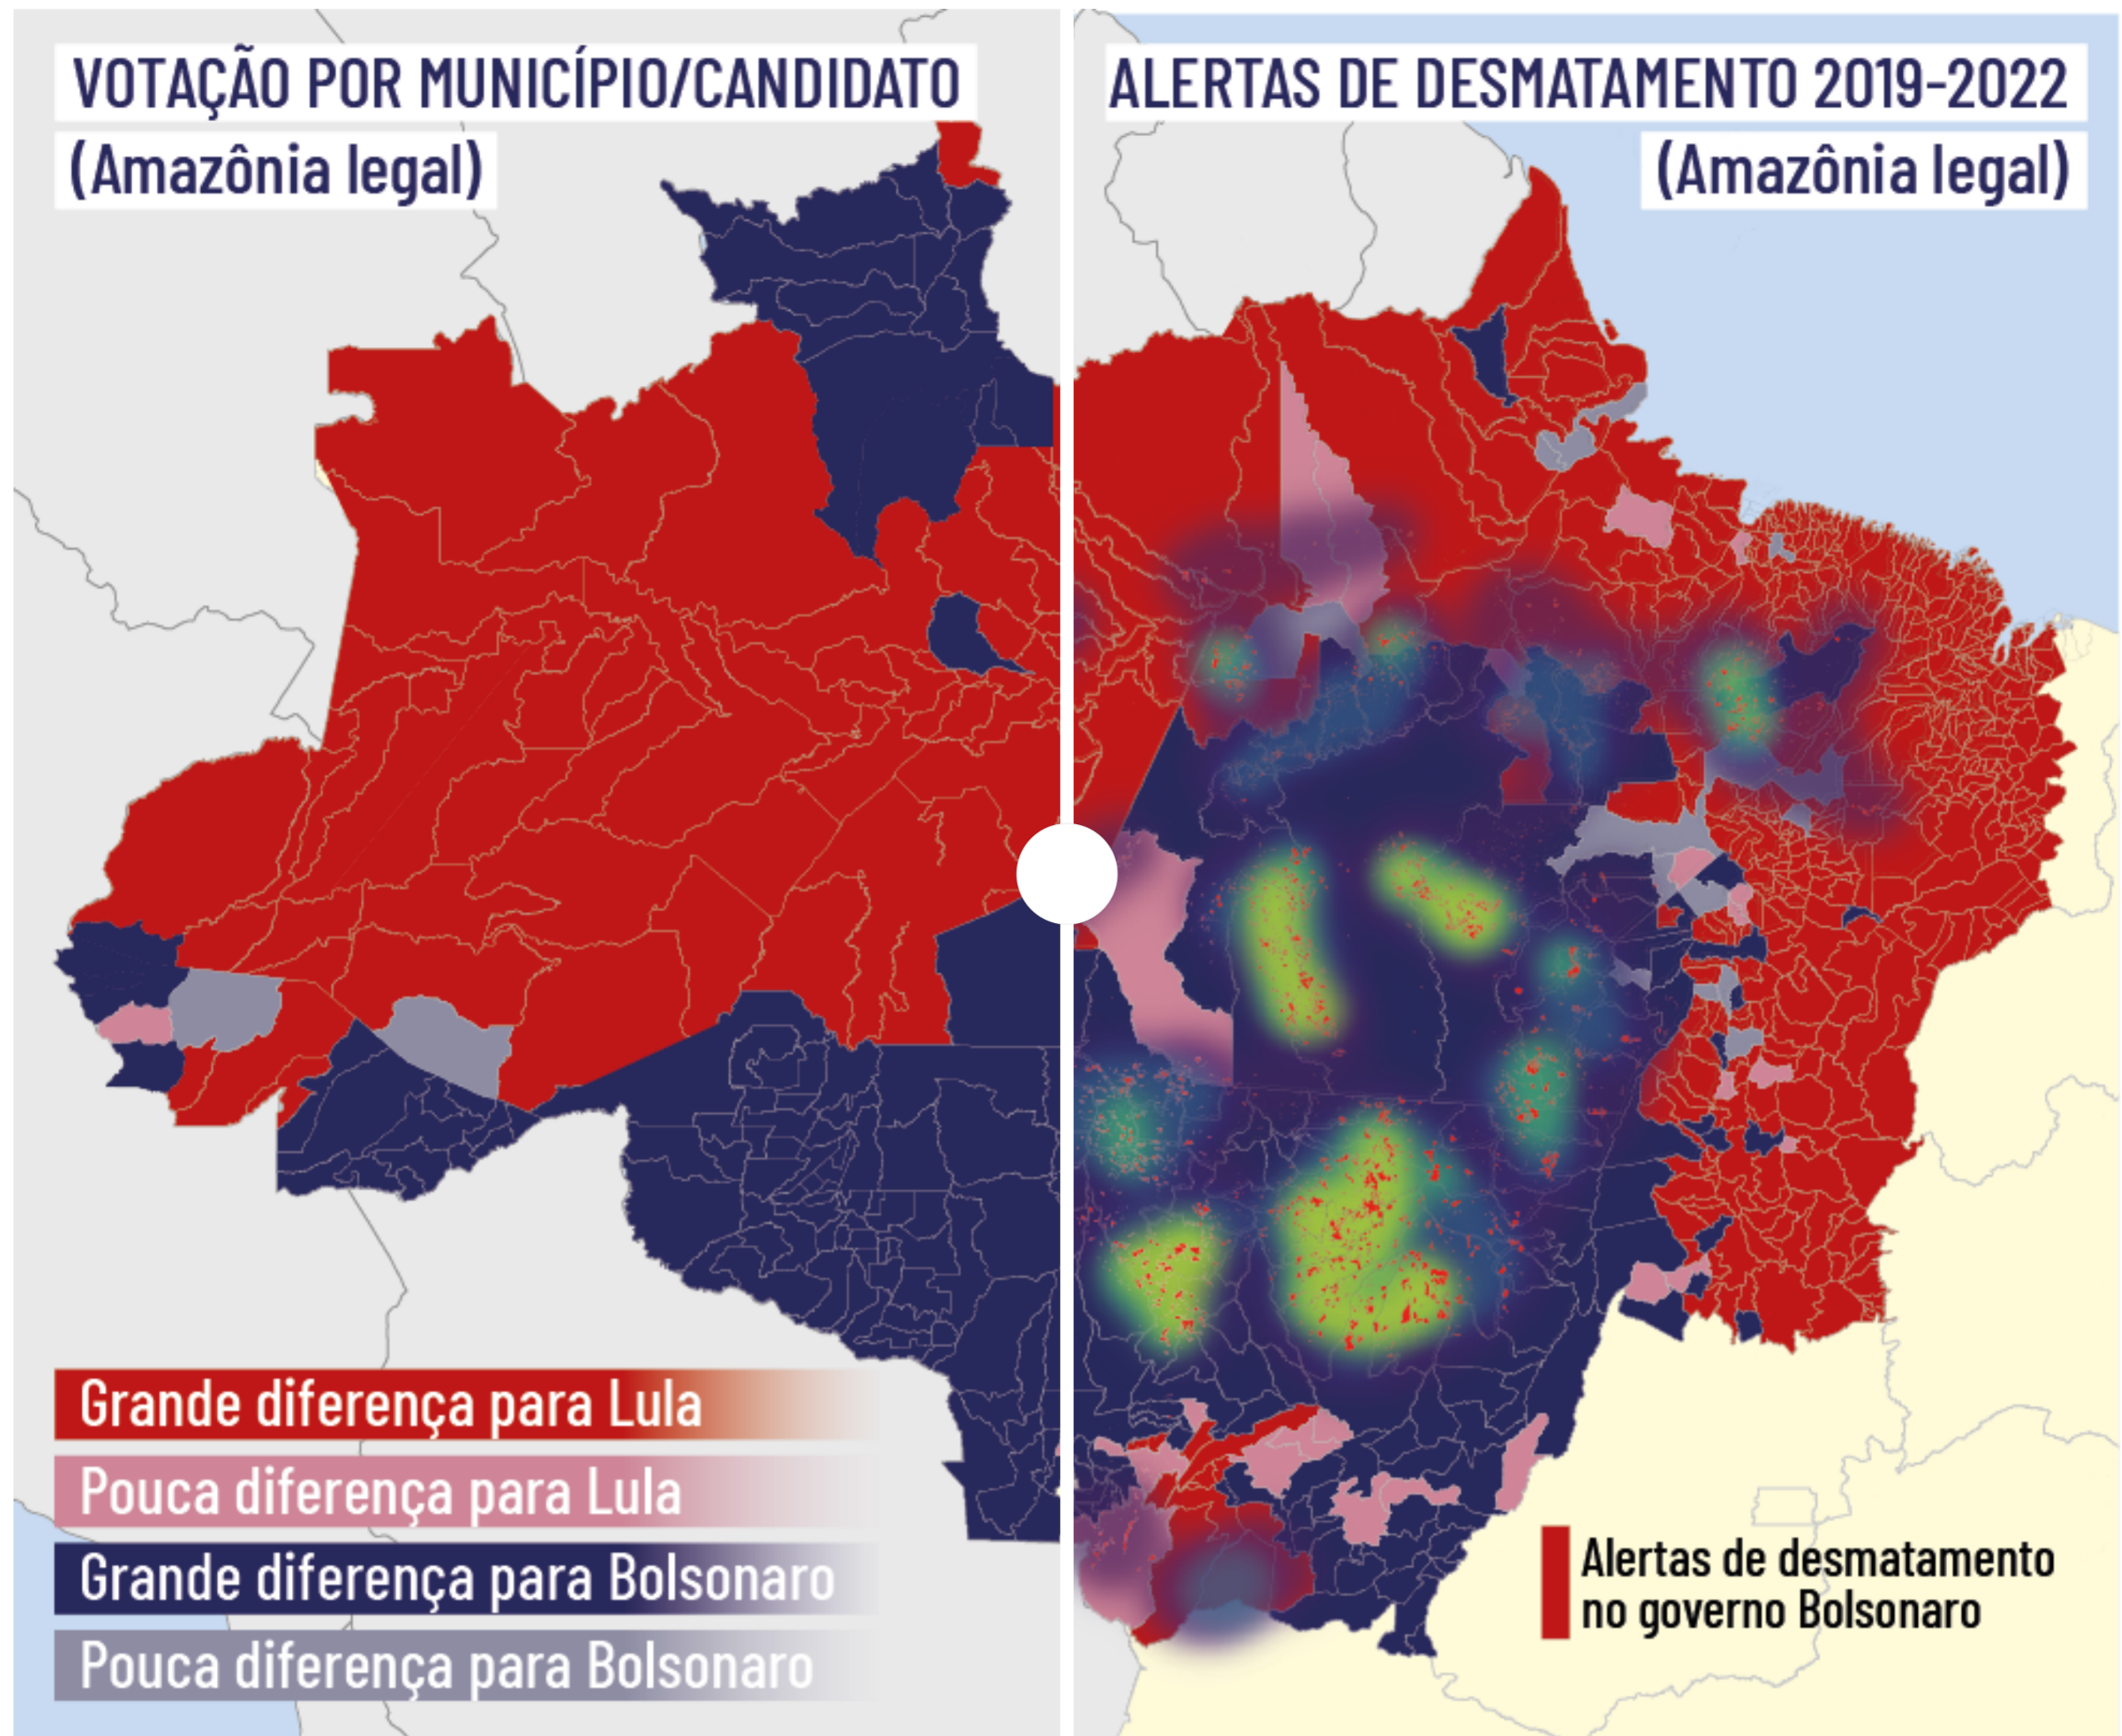 VOTAÇÃO POR MUNICÍPIO/CANDIDATO
(Amazônia legal)
Grande diferença para Lula
Pouca diferença para Lula
Grande diferença para Bolsonaro
Pouca diferença para Bolsonaro
ALERTAS DE DESMATAMENTO 2019-2022
(Amazônia legal)
Alertas de desmatamento
no governo Bolsonaro